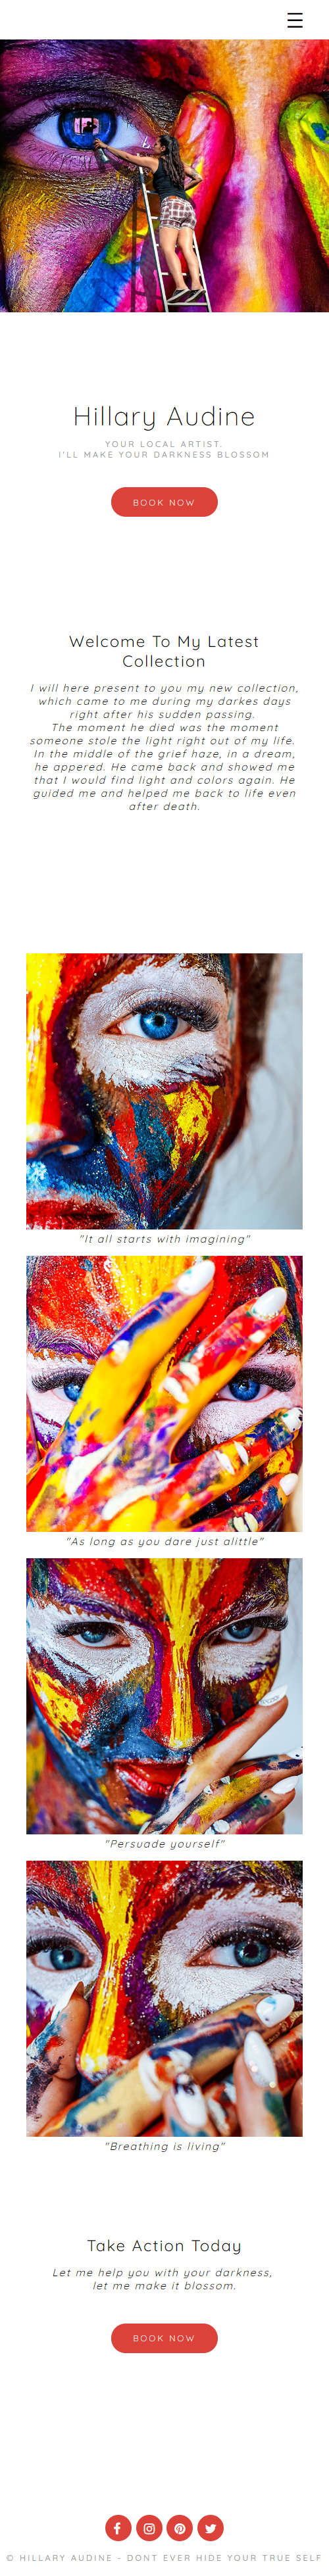 Hillary Audine
YOUR LOCAL ARTIST.
I'LL MAKE YOUR DARKNESS BLOSSOM
BOOK NOW
Welcome To My Latest
Collection
I will here present to you my new collection,
which came to me during my darkes days
right after his sudden passing.
The moment he died was the moment
someone stole the light right out of my life.
In the middle of the grief haze, in a dream,
he appered. He came back and showed me
that I would find light and colors again. He
guided me and helped me back to life even
after death.
"It all starts with imagining"
"As long as you dare just alittle"
"Persuade yourself"
"Breathing is living"
Take Action Today
Let me help you with your darkness,
let me make it blossom.
BOOK NOW
© HILLARY AUDINE - DONT EVER HIDE YOUR TRUE SELF